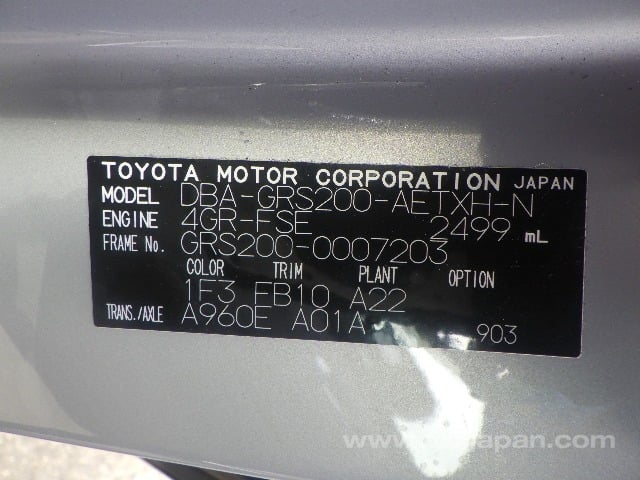 TOYOTA MOTOR CORPORATION JAPAN
MODEL DBA-GRS200-AETXH-N
ENGINE 4GR-FSE 2499 mL
FRAME No. GRS200-0007203
COLOR TRIM PLANT OPTION
1F3 FB10 A22
TRANS./AXLE A960E A01A 903